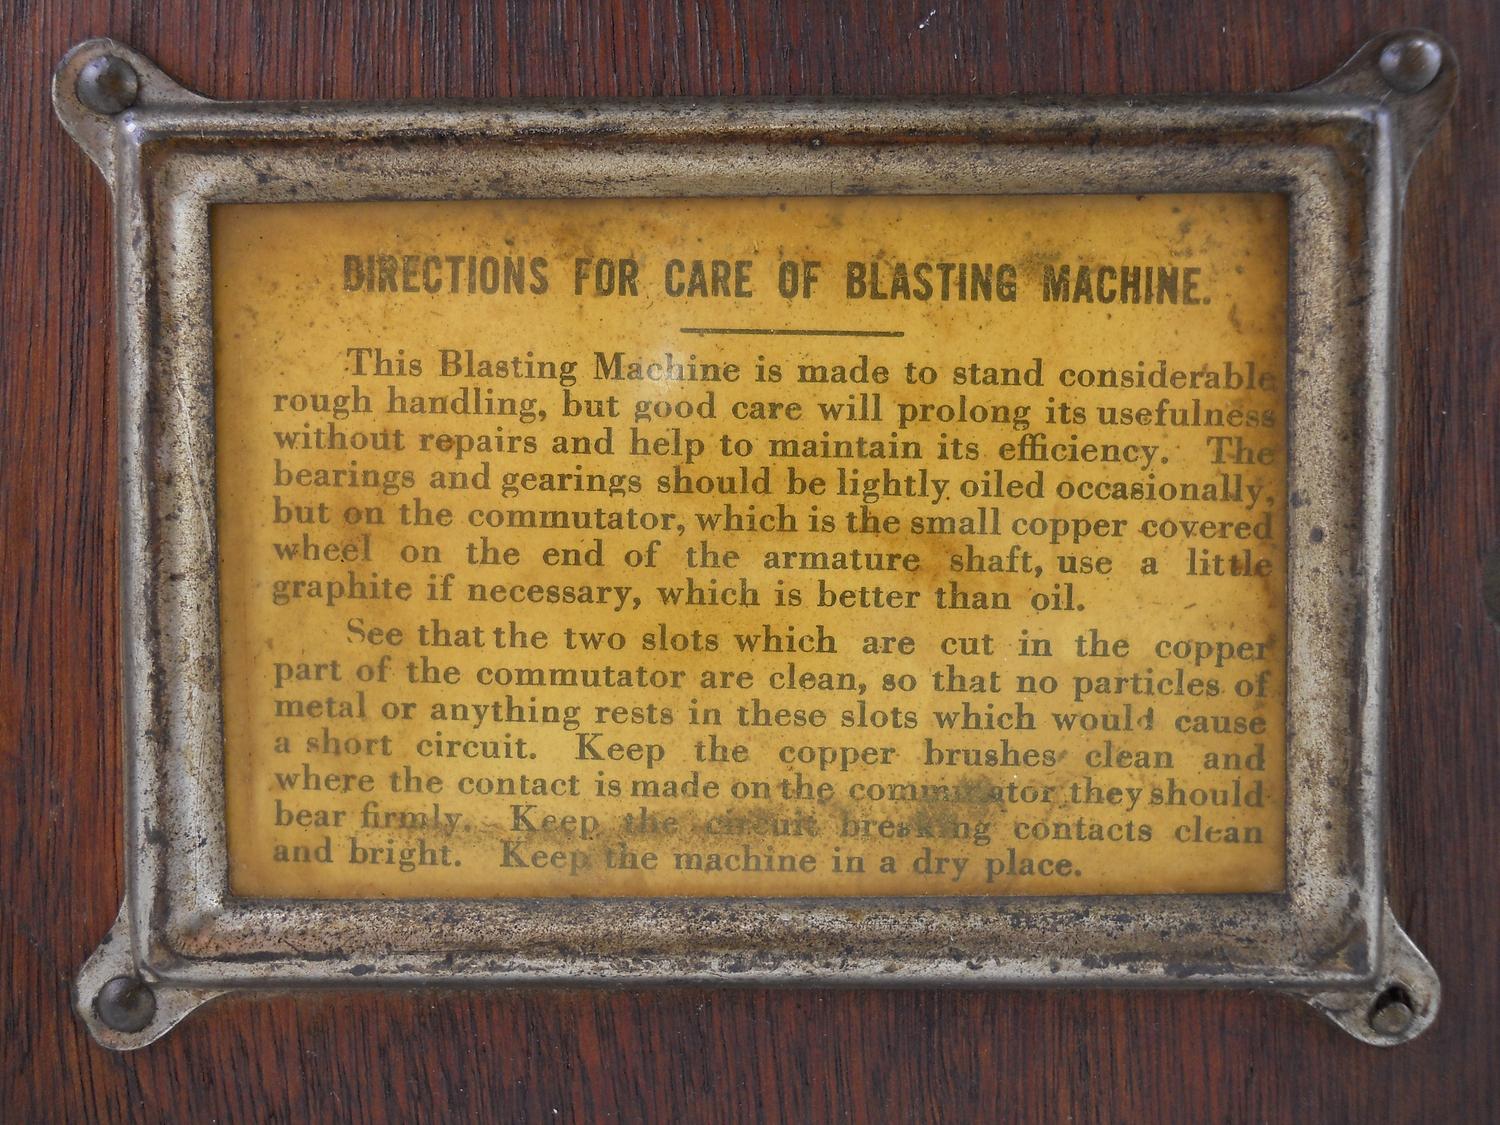 DIRECTIONS FOR CARE OF BLASTING MACHINE.
This Blasting Machine is made to stand considerable
rough handling, but good care will prolong its usefulness
without repairs and help to maintain its efficiency. The
bearings and gearings should be lightly oiled occasionally,
but on the commutator, which is the small copper covered
wheel on the end of the armature shaft, use a little
graphite if necessary, which is better than oil.
See that the two slots which are cut in the copper
part of the commutator are clean, so that no particles of
metal or anything rests in these slots which would cause
a short circuit. Keep the copper brushes clean and
where the contact is made on the commutator they should
bear firmly. Keep the circuit breaking contacts clean
and bright. Keep the machine in a dry place.